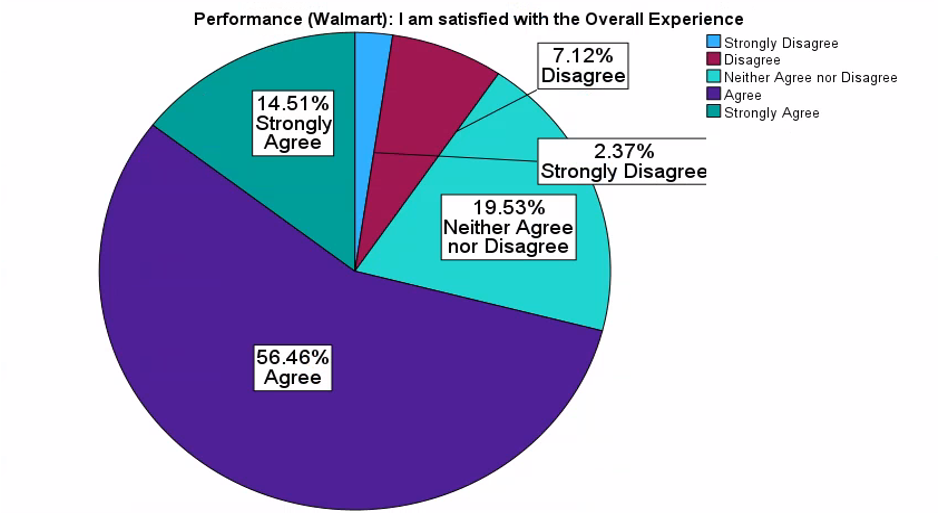 Performance (Walmart): I am satisfied with the Overall Experience
Strongly Disagree
Disagree
Neither Agree nor Disagree
Agree
Strongly Agree
7.12%
Disagree
2.37%
Strongly Disagree
14.51%
Strongly
Agree
19.53%
Neither Agree
nor Disagree
56.46%
Agree